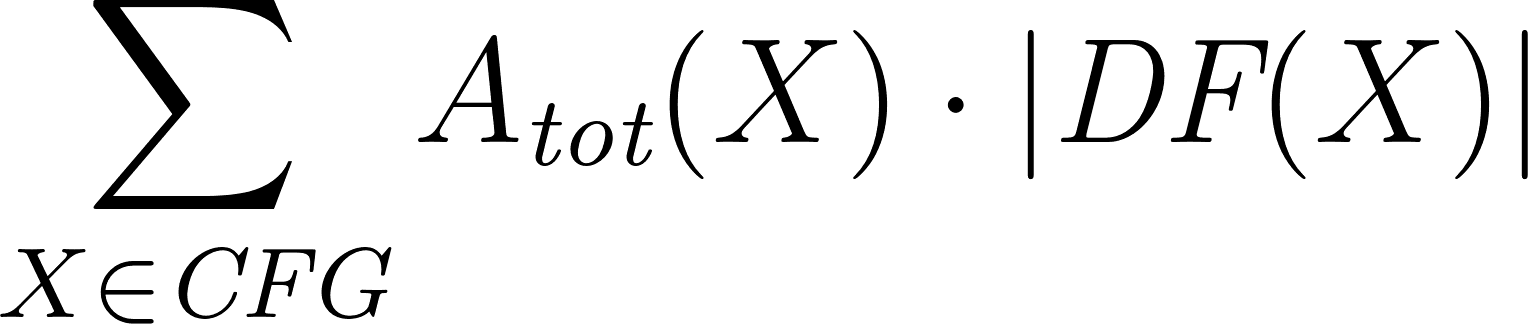 ∑ A_{tot}(X) · |DF(X)|
X∈CFG